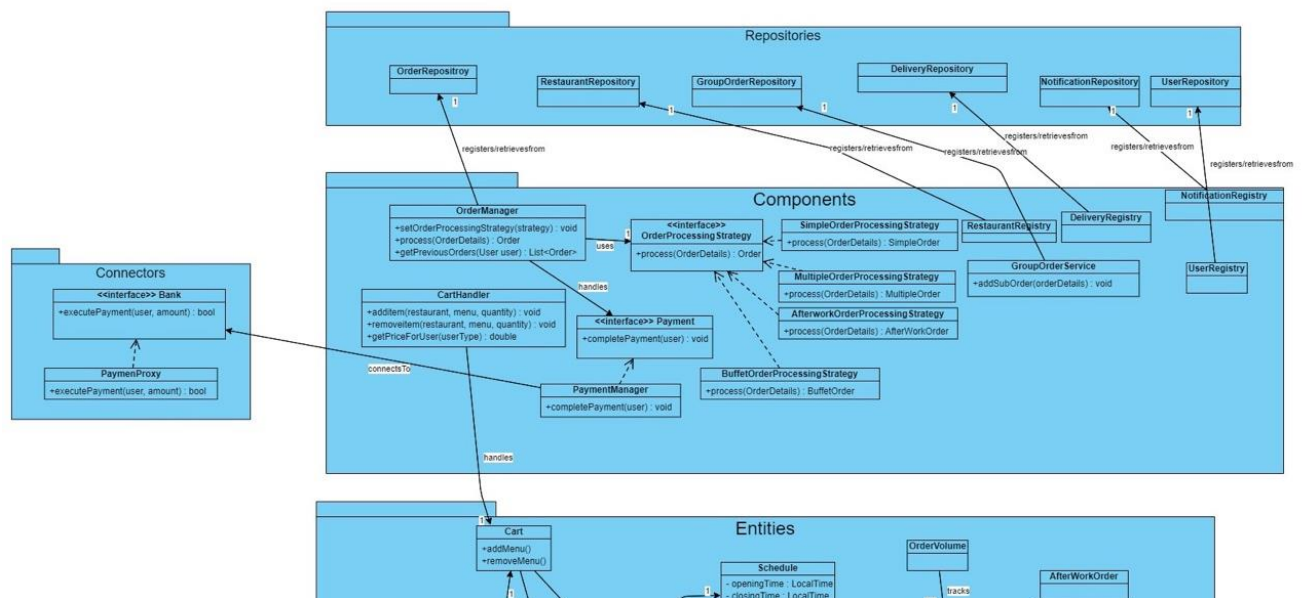 Repositories
OrderRepositroy
RestaurantRepository
GroupOrderRepository
DeliveryRepository
NotificationRepository
UserRepository
1
1
1
1
1
1
registers/retrievesfrom
registers/retrievesfrom
registers/retrievesfrom
registers/retrievesfrom
registers/retrievesfrom
registers/retrievesfrom
Components
OrderManager
+setOrderProcessingStrategy(strategy) : void
+process(OrderDetails) : Order
+getPreviousOrders(User user) : List<Order>
uses
1
<<interface>>
OrderProcessingStrategy
+process(OrderDetails) : Order
SimpleOrderProcessingStrategy
+process(OrderDetails) : SimpleOrder
MultipleOrderProcessingStrategy
+process(OrderDetails) : MultipleOrder
AfterworkOrderProcessingStrategy
+process(OrderDetails) : AfterWorkOrder
BuffetOrderProcessingStrategy
+process(OrderDetails) : BuffetOrder
RestaurantRegistry
DeliveryRegistry
NotificationRegistry
GroupOrderService
+addSubOrder(orderDetails) : void
UserRegistry
handles
CartHandler
+addItem(restaurant, menu, quantity) : void
+removeItem(restaurant, menu, quantity) : void
+getPriceForUser(userType) : double
<<interface>> Payment
+completePayment(user) : void
PaymentManager
+completePayment(user) : void
Connectors
<<interface>> Bank
+executePayment(user, amount) : bool
PaymenProxy
+executePayment(user, amount) : bool
connectsTo
handles
1
Entities
Cart
+addMenu()
+removeMenu()
1
1
Schedule
- openingTime : LocalTime
- closingTime : LocalTime
OrderVolume
tracks
AfterWorkOrder